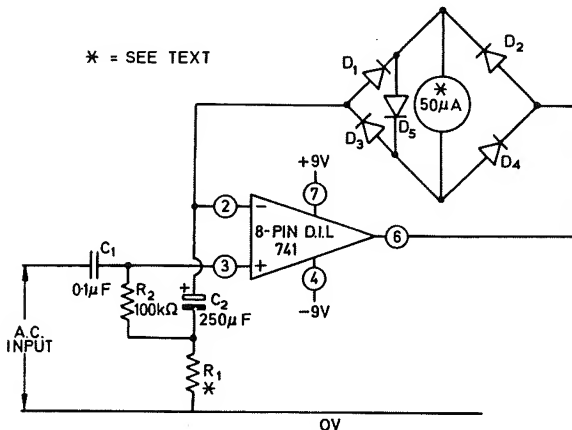 * = SEE TEXT
D1
D2
*
50µA
D3
D5
D4
+9V
7
2
−
8-PIN D.I.L
741
6
3
+
4
−9V
C1
0·1µF
R2
100kΩ
+
C2
250µF
A.C.
INPUT
R1
*
0V